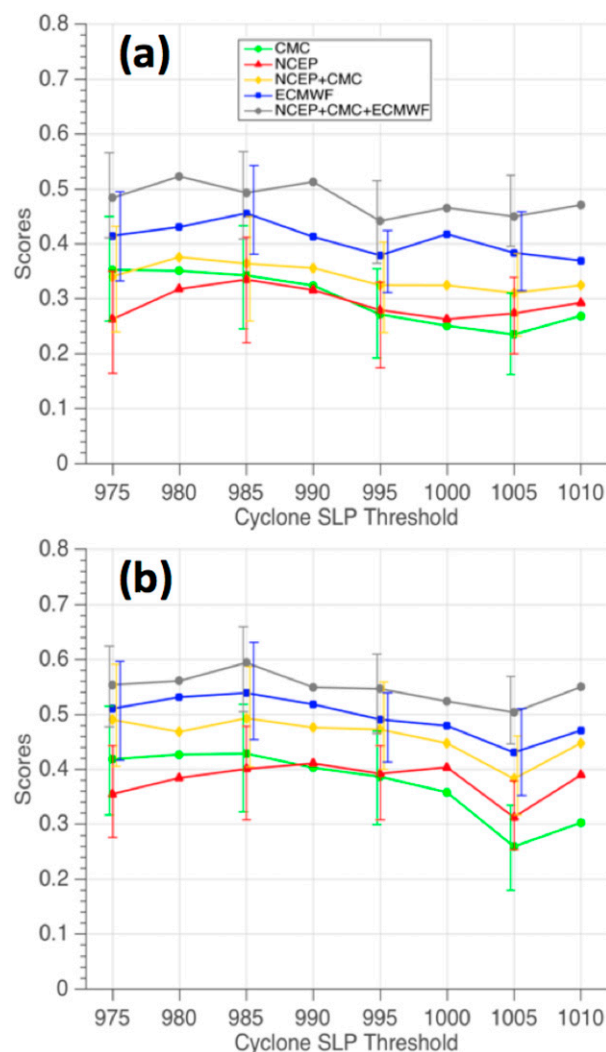 (a)
CMC
NCEP
NCEP+CMC
ECMWF
NCEP+CMC+ECMWF
0.8
0.7
0.6
0.5
0.4
0.3
0.2
0.1
0
Scores
975 980 985 990 995 1000 1005 1010
Cyclone SLP Threshold
(b)
0.8
0.7
0.6
0.5
0.4
0.3
0.2
0.1
0
Scores
975 980 985 990 995 1000 1005 1010
Cyclone SLP Threshold